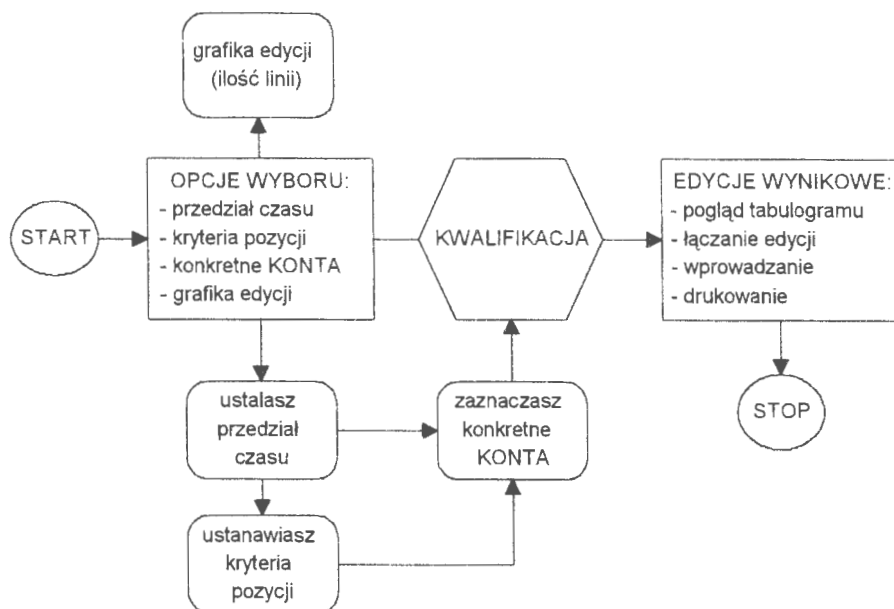 grafika edycji
(ilość linii)
START
OPCJE WYBORU:
- przedział czasu
- kryteria pozycji
- konkretne KONTA
- grafika edycji
KWALIFIKACJA
EDYCJE WYNIKOWE:
- pogląd tabulogramu
- łączanie edycji
- wprowadzanie
- drukowanie
ustalasz
przedział
czasu
zaznaczasz
konkretne
KONTA
STOP
ustanawiasz
kryteria
pozycji